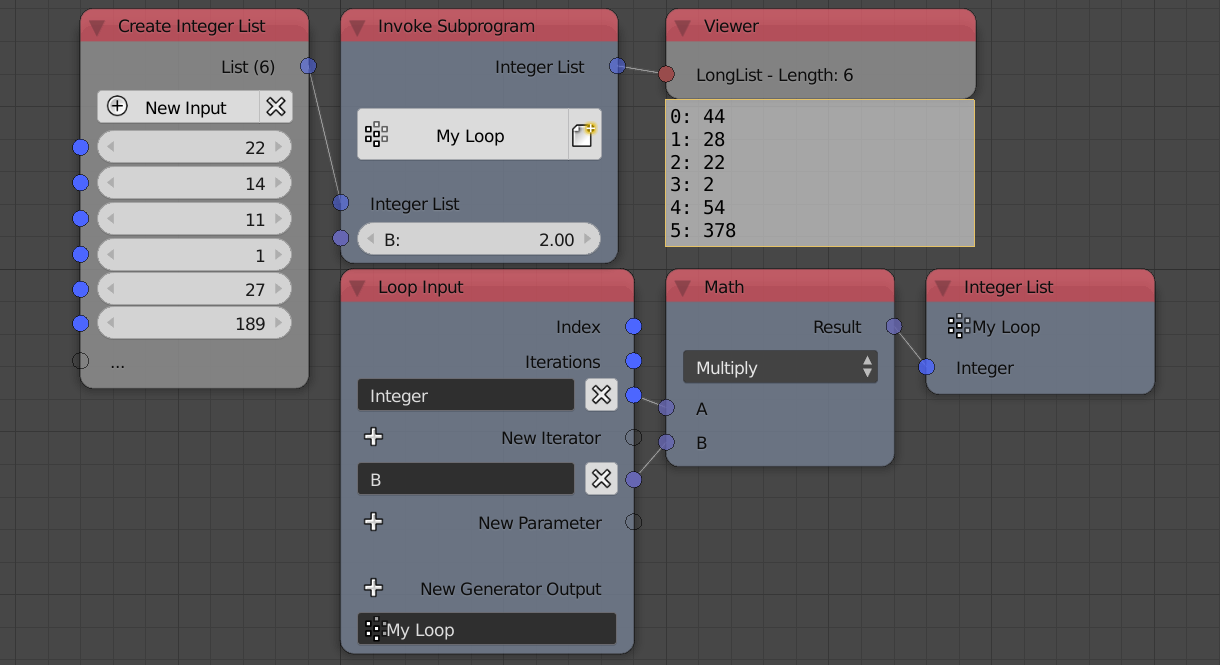 Create Integer List
List (6)
New Input
22
14
11
1
27
189
...
Invoke Subprogram
Integer List
My Loop
Integer List
B: 2.00
Viewer
LongList - Length: 6
0: 44
1: 28
2: 22
3: 2
4: 54
5: 378
Loop Input
Index
Iterations
Integer
New Iterator
B
New Parameter
New Generator Output
My Loop
Math
Result
Multiply
A
B
Integer List
My Loop
Integer